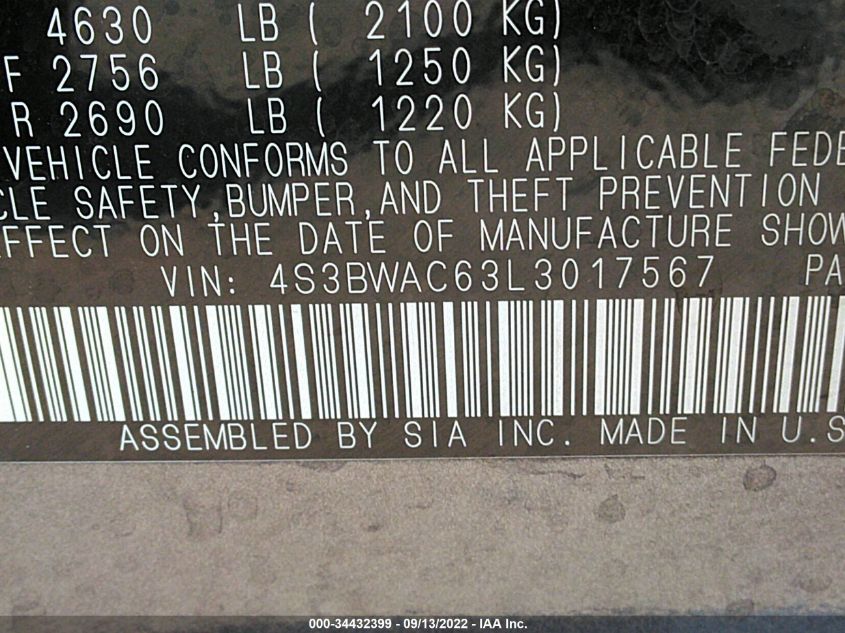 4630 LB ( 2100 KG)
F 2756 LB ( 1250 KG)
R 2690 LB ( 1220 KG)
VEHICLE CONFORMS TO ALL APPLICABLE FEDE
CLE SAFETY,BUMPER,AND THEFT PREVENTION
EFFECT ON THE DATE OF MANUFACTURE SHOW
VIN: 4S3BWAC63L3017567 PA
ASSEMBLED BY SIA INC. MADE IN U.S
000-34432399 - 09/13/2022 - IAA Inc.